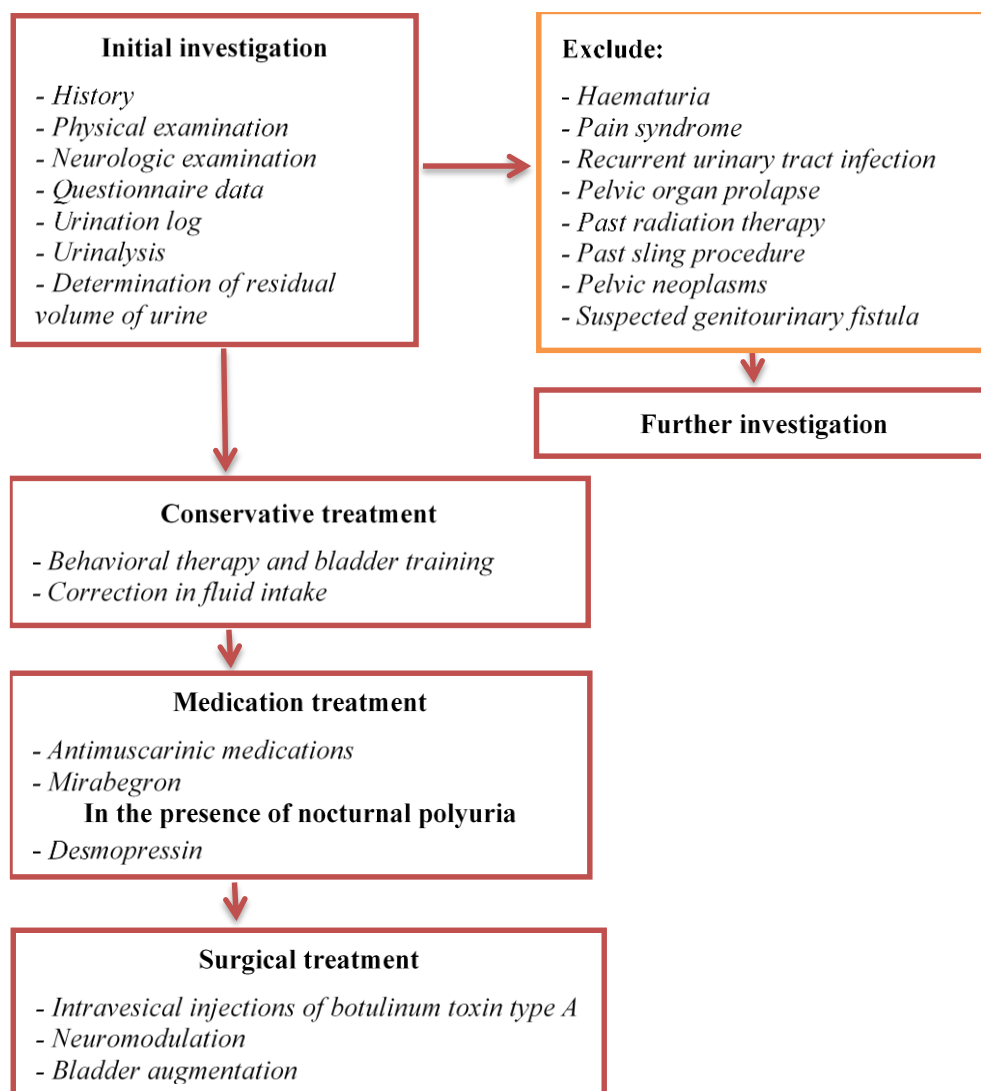 Initial investigation
- History
- Physical examination
- Neurologic examination
- Questionnaire data
- Urination log
- Urinalysis
- Determination of residual
volume of urine
Exclude:
- Haematuria
- Pain syndrome
- Recurrent urinary tract infection
- Pelvic organ prolapse
- Past radiation therapy
- Past sling procedure
- Pelvic neoplasms
- Suspected genitourinary fistula
Further investigation
Conservative treatment
- Behavioral therapy and bladder training
- Correction in fluid intake
Medication treatment
- Antimuscarinic medications
- Mirabegron
In the presence of nocturnal polyuria
- Desmopressin
Surgical treatment
- Intravesical injections of botulinum toxin type A
- Neuromodulation
- Bladder augmentation